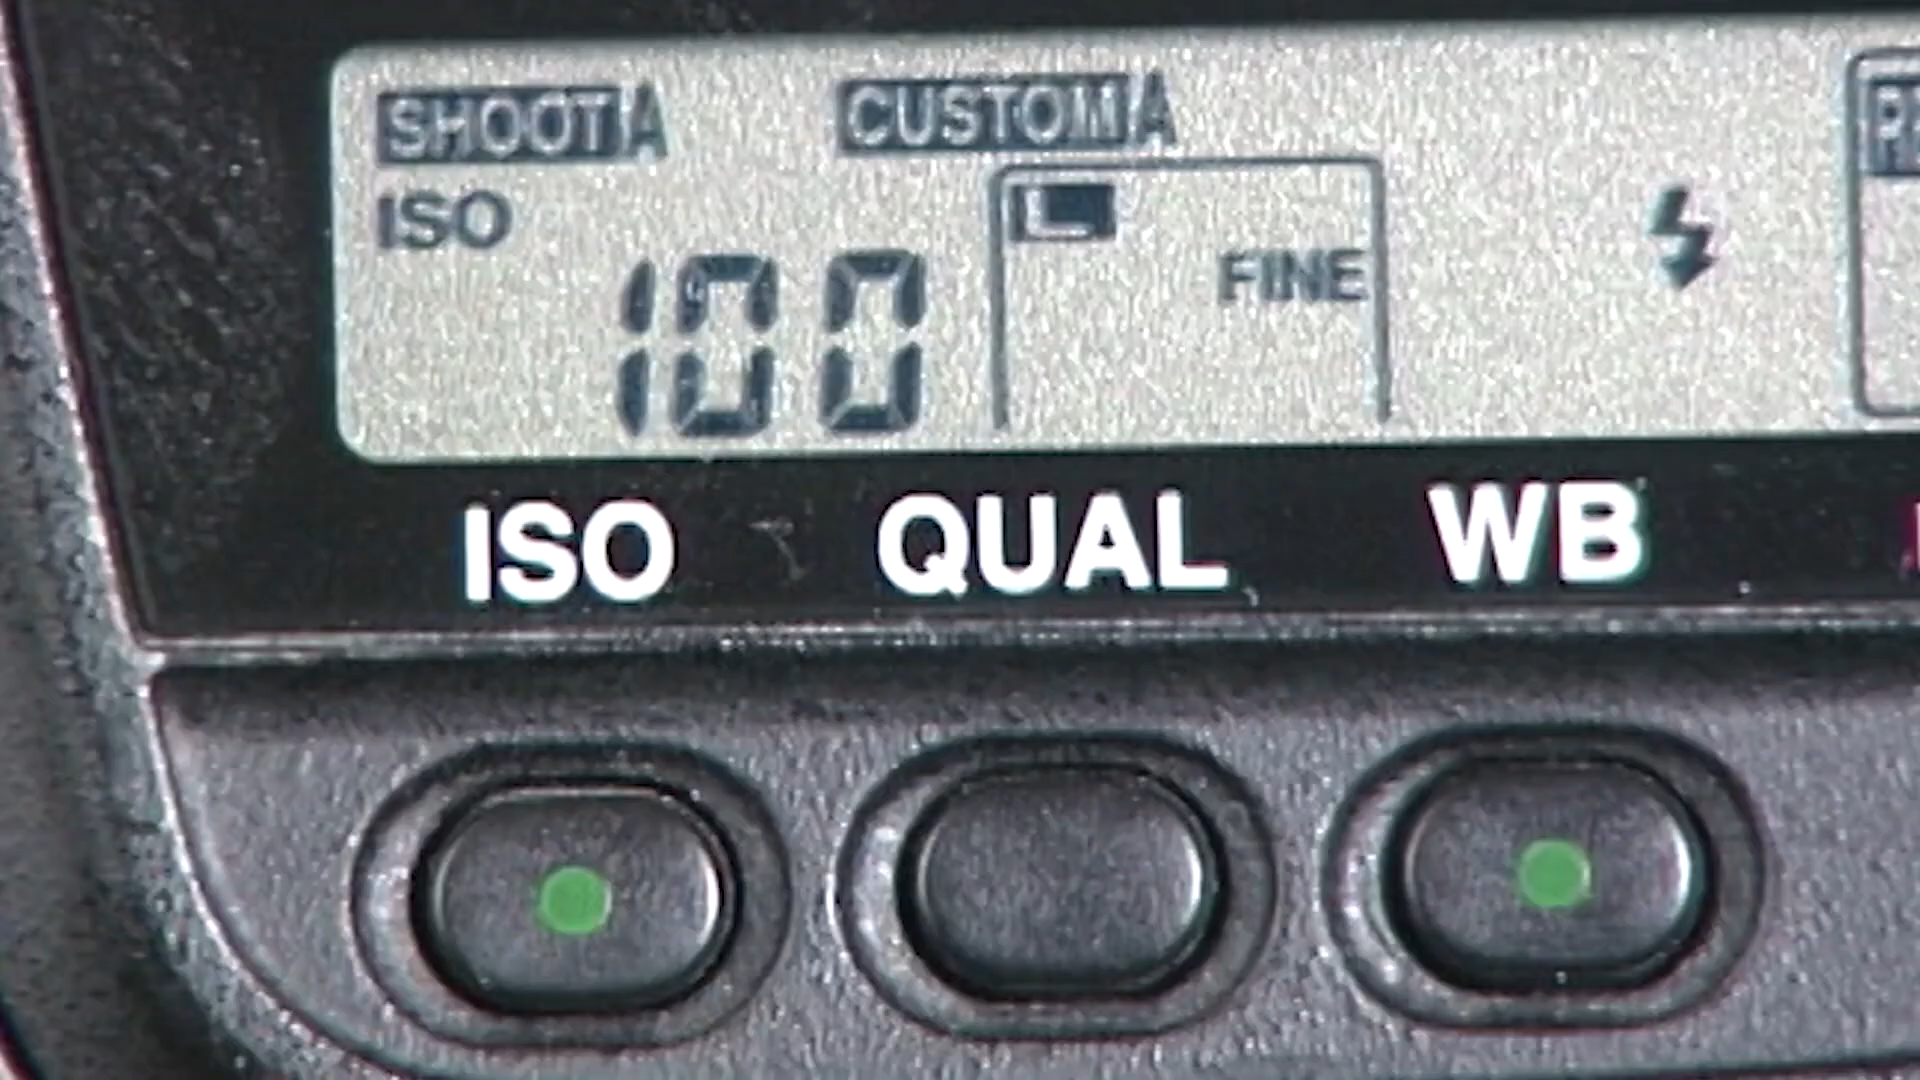 SHOOT A CUSTOM A
ISO
L
100 FINE
ISO QUAL WB